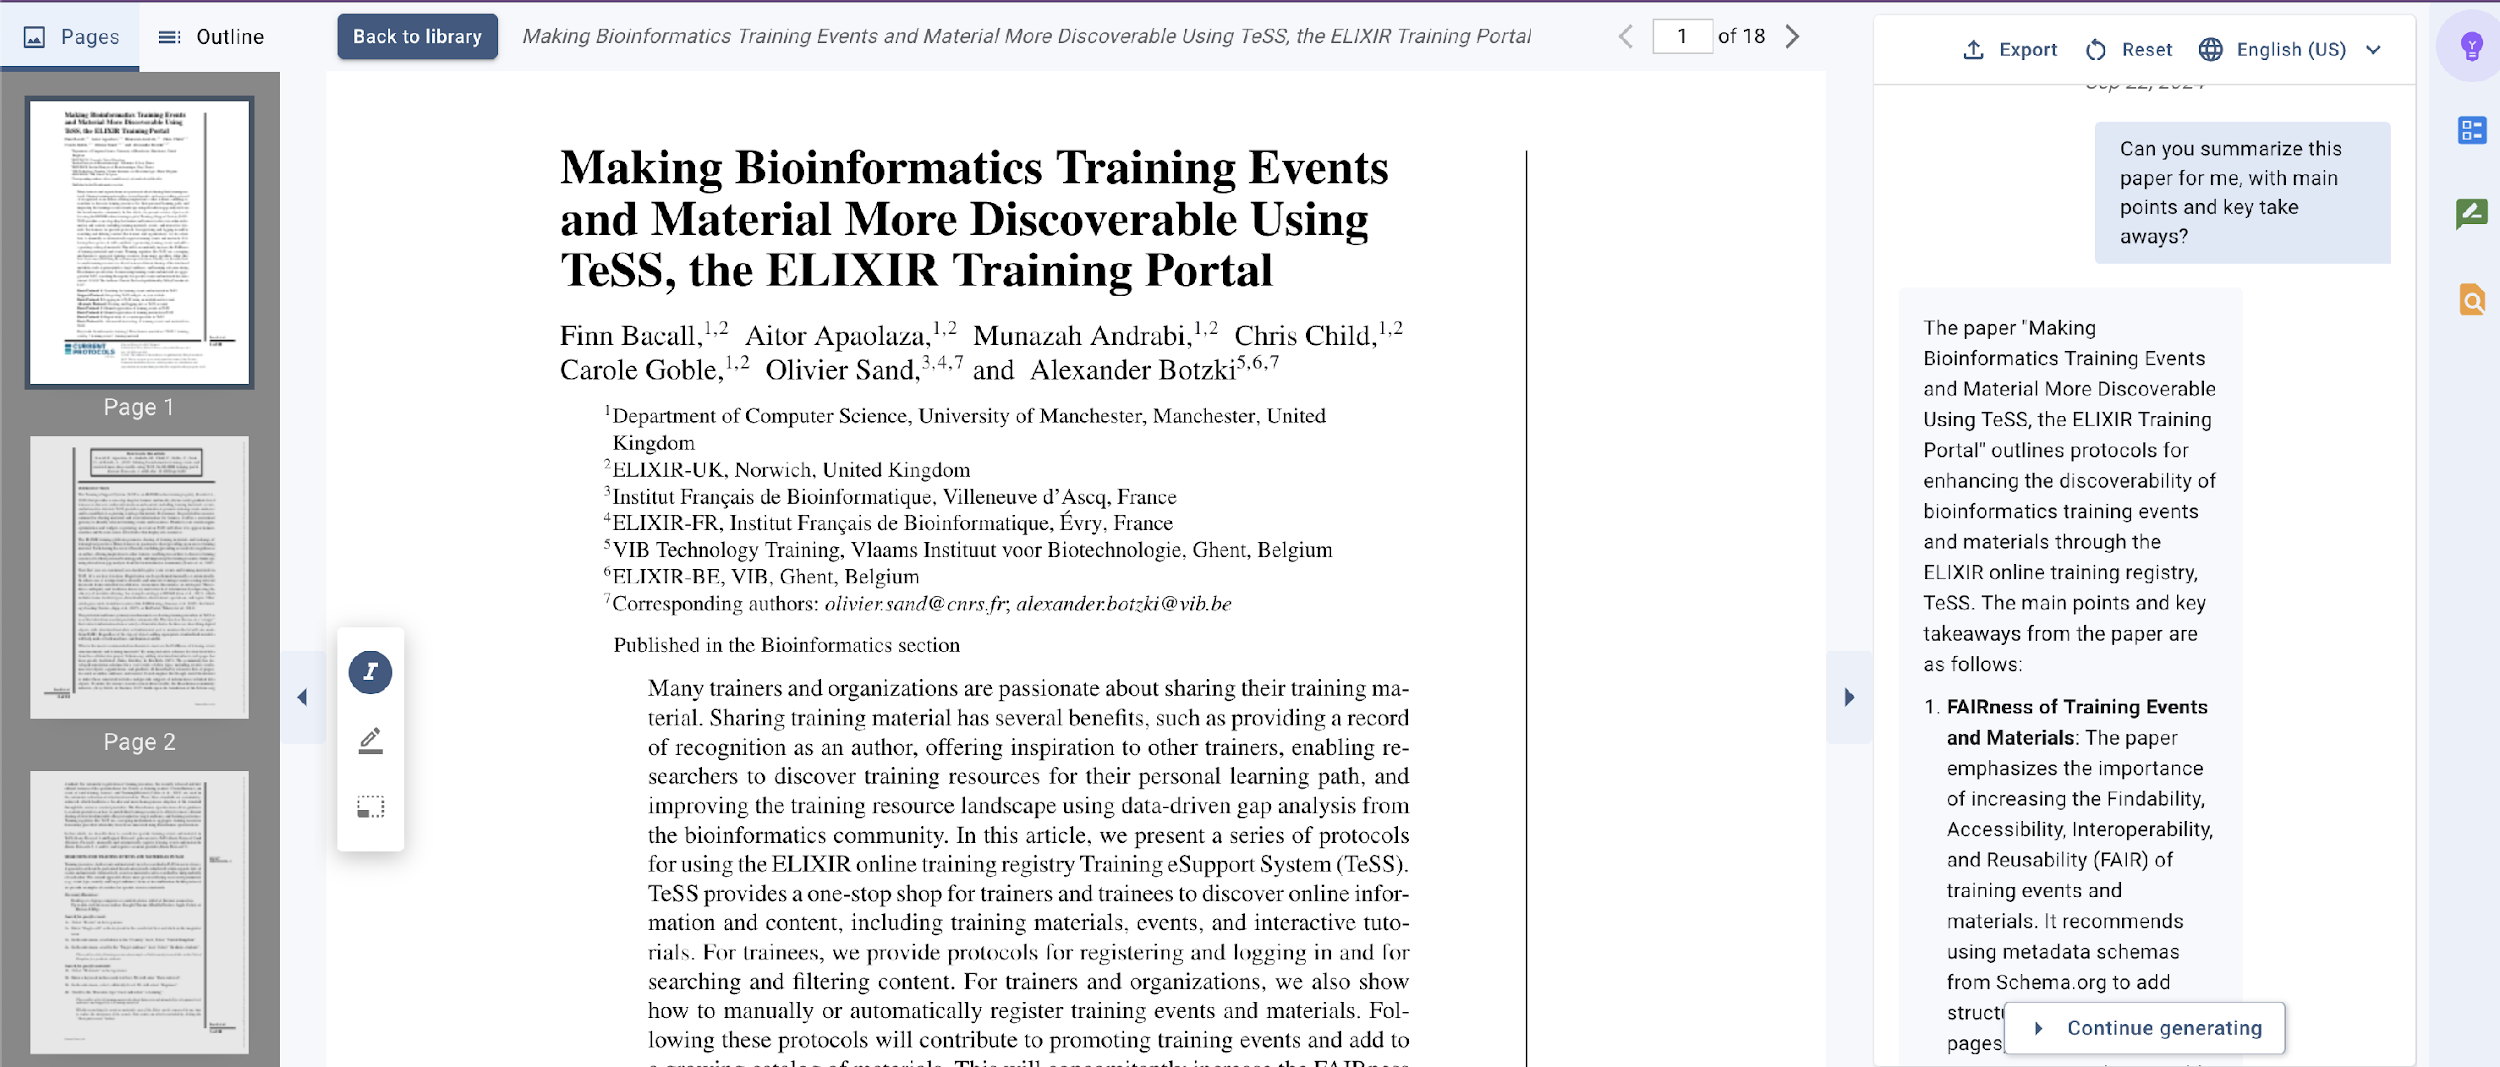 Pages
Outline
Back to library
Making Bioinformatics Training Events and Material More Discoverable Using TeSS, the ELIXIR Training Portal
1 of 18
Export
Reset
English (US)
Page 1
Page 2
Making Bioinformatics Training Events
and Material More Discoverable Using
TeSS, the ELIXIR Training Portal
Finn Bacall,1,2 Aitor Apaolaza,1,2 Munazah Andrabi,1,2 Chris Child,1,2
Carole Goble,1,2 Olivier Sand,3,4,7 and Alexander Botzki5,6,7
1Department of Computer Science, University of Manchester, Manchester, United
Kingdom
2ELIXIR-UK, Norwich, United Kingdom
3Institut Français de Bioinformatique, Villeneuve d'Ascq, France
4ELIXIR-FR, Institut Français de Bioinformatique, Évry, France
5VIB Technology Training, Vlaams Instituut voor Biotechnologie, Ghent, Belgium
6ELIXIR-BE, VIB, Ghent, Belgium
7Corresponding authors: olivier.sand@cnrs.fr; alexander.botzki@vib.be
Published in the Bioinformatics section
Many trainers and organizations are passionate about sharing their training ma-
terial. Sharing training material has several benefits, such as providing a record
of recognition as an author, offering inspiration to other trainers, enabling re-
searchers to discover training resources for their personal learning path, and
improving the training resource landscape using data-driven gap analysis from
the bioinformatics community. In this article, we present a series of protocols
for using the ELIXIR online training registry Training eSupport System (TeSS).
TeSS provides a one-stop shop for trainers and trainees to discover online infor-
mation and content, including training materials, events, and interactive tuto-
rials. For trainees, we provide protocols for registering and logging in and for
searching and filtering content. For trainers and organizations, we also show
how to manually or automatically register training events and materials. Fol-
lowing these protocols will contribute to promoting training events and add to
a growing catalog of materials. This will concomitantly increase the FAIRness
Sep 22, 2024
Can you summarize this
paper for me, with main
points and key take
aways?
The paper "Making
Bioinformatics Training Events
and Material More Discoverable
Using TeSS, the ELIXIR Training
Portal" outlines protocols for
enhancing the discoverability of
bioinformatics training events
and materials through the
ELIXIR online training registry,
TeSS. The main points and key
takeaways from the paper are
as follows:
1. FAIRness of Training Events
and Materials: The paper
emphasizes the importance
of increasing the Findability,
Accessibility, Interoperability,
and Reusability (FAIR) of
training events and
materials. It recommends
using metadata schemas
from Schema.org to add
Continue generating
pages